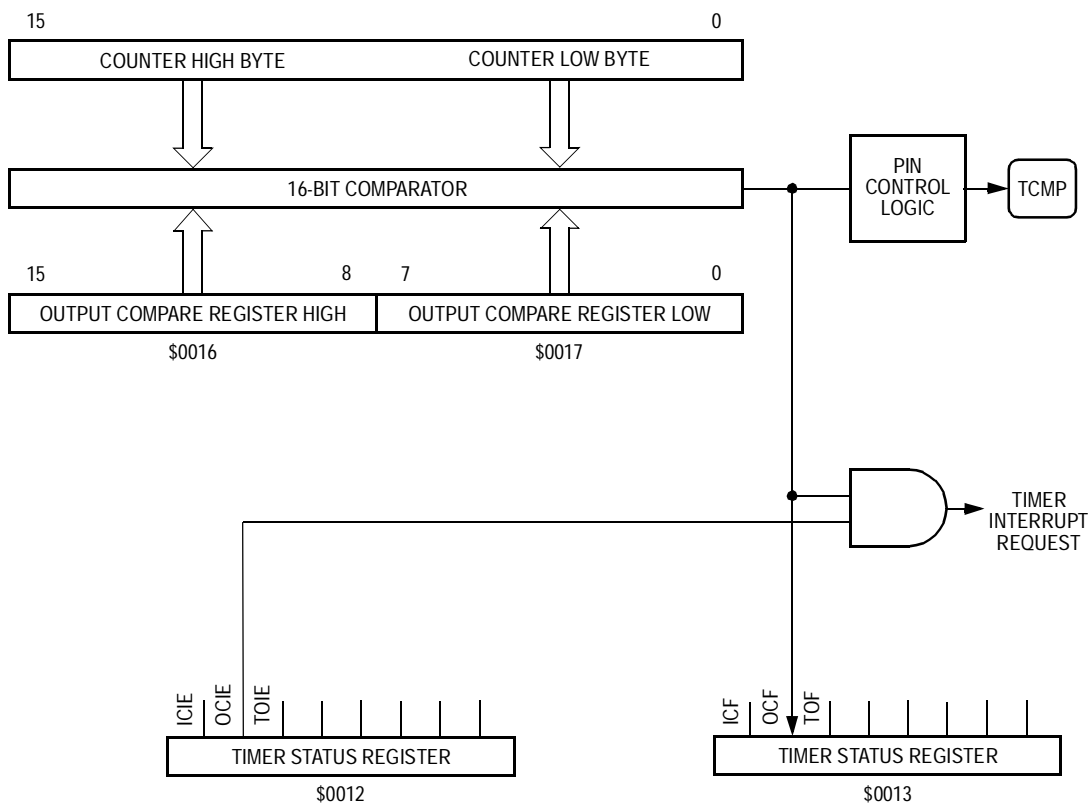 15 0
COUNTER HIGH BYTE COUNTER LOW BYTE
16-BIT COMPARATOR
PIN
CONTROL
LOGIC
TCMP
15 8 7 0
OUTPUT COMPARE REGISTER HIGH OUTPUT COMPARE REGISTER LOW
$0016 $0017
TIMER
INTERRUPT
REQUEST
ICIE OCIE TOIE
TIMER STATUS REGISTER
$0012
ICF OCF TOF
TIMER STATUS REGISTER
$0013